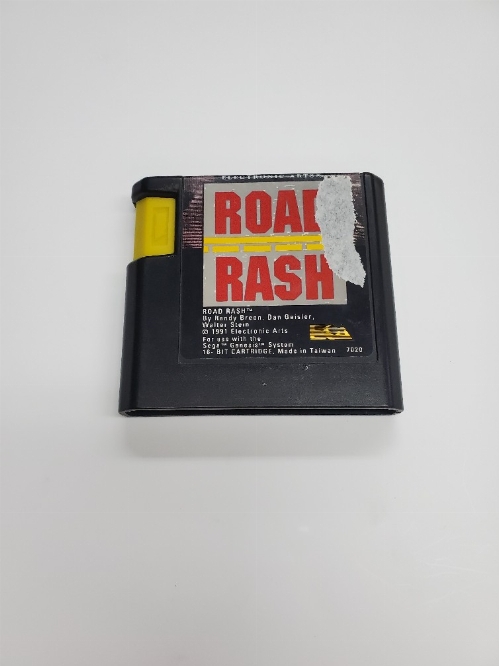 ELECTRONIC ARTS
ROAD
RASH
ROAD RASH™
By Randy Breen, Dan Geisler,
Walter Stein
© 1991 Electronic Arts
For use with the
Sega™ Genesis™ System
16- BIT CARTRIDGE, Made in Taiwan 7020